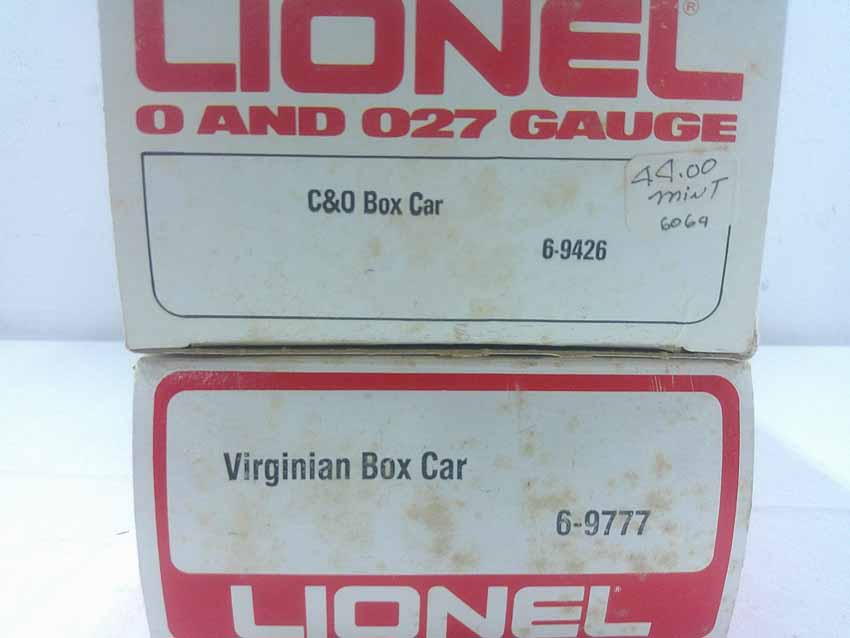 LIONEL®
O AND O27 GAUGE
C&O Box Car
44.00
MINT
6069
6-9426
Virginian Box Car
6-9777
LIONEL®